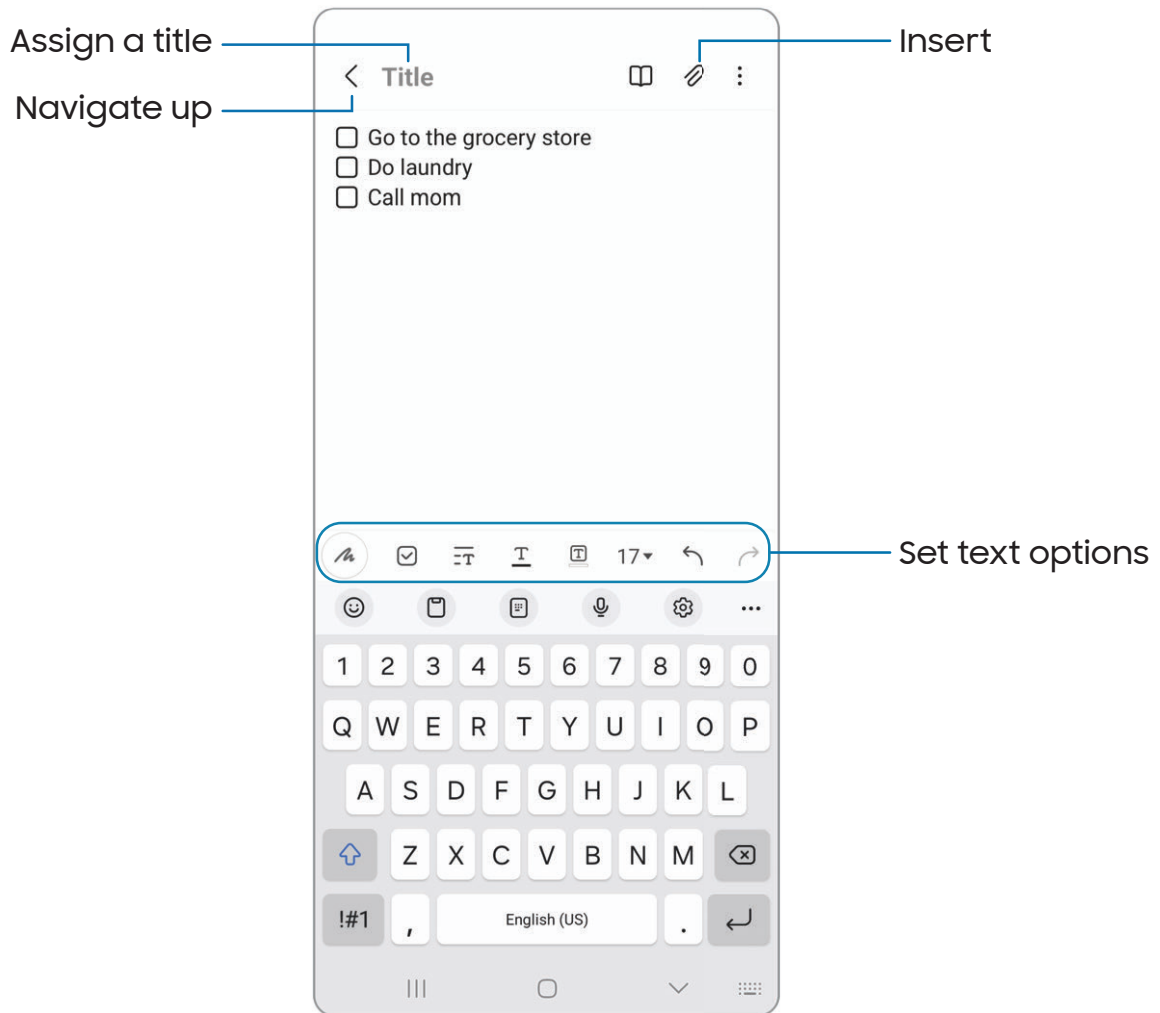 Assign a title
Insert
Title
Navigate up
Go to the grocery store
Do laundry
Call mom
T T T 17
Set text options
1 2 3 4 5 6 7 8 9 0
Q W E R T Y U I O P
A S D F G H J K L
Z X C V B N M
!#1 , English (US) .